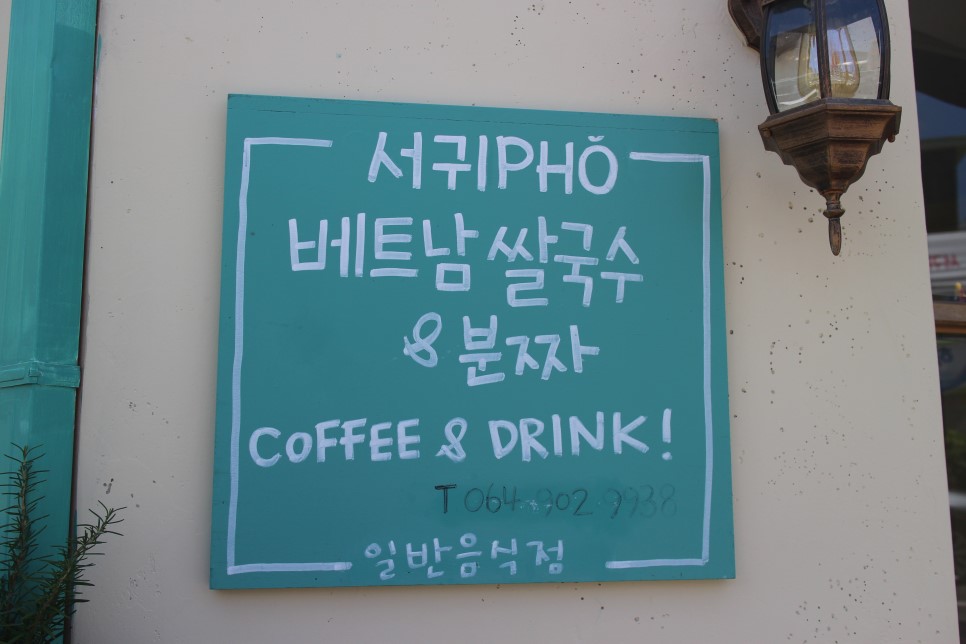 서귀PHǑ
베트남 쌀국수
& 분짜
COFFEE & DRINK!
T 064·902·9938
일반음식점